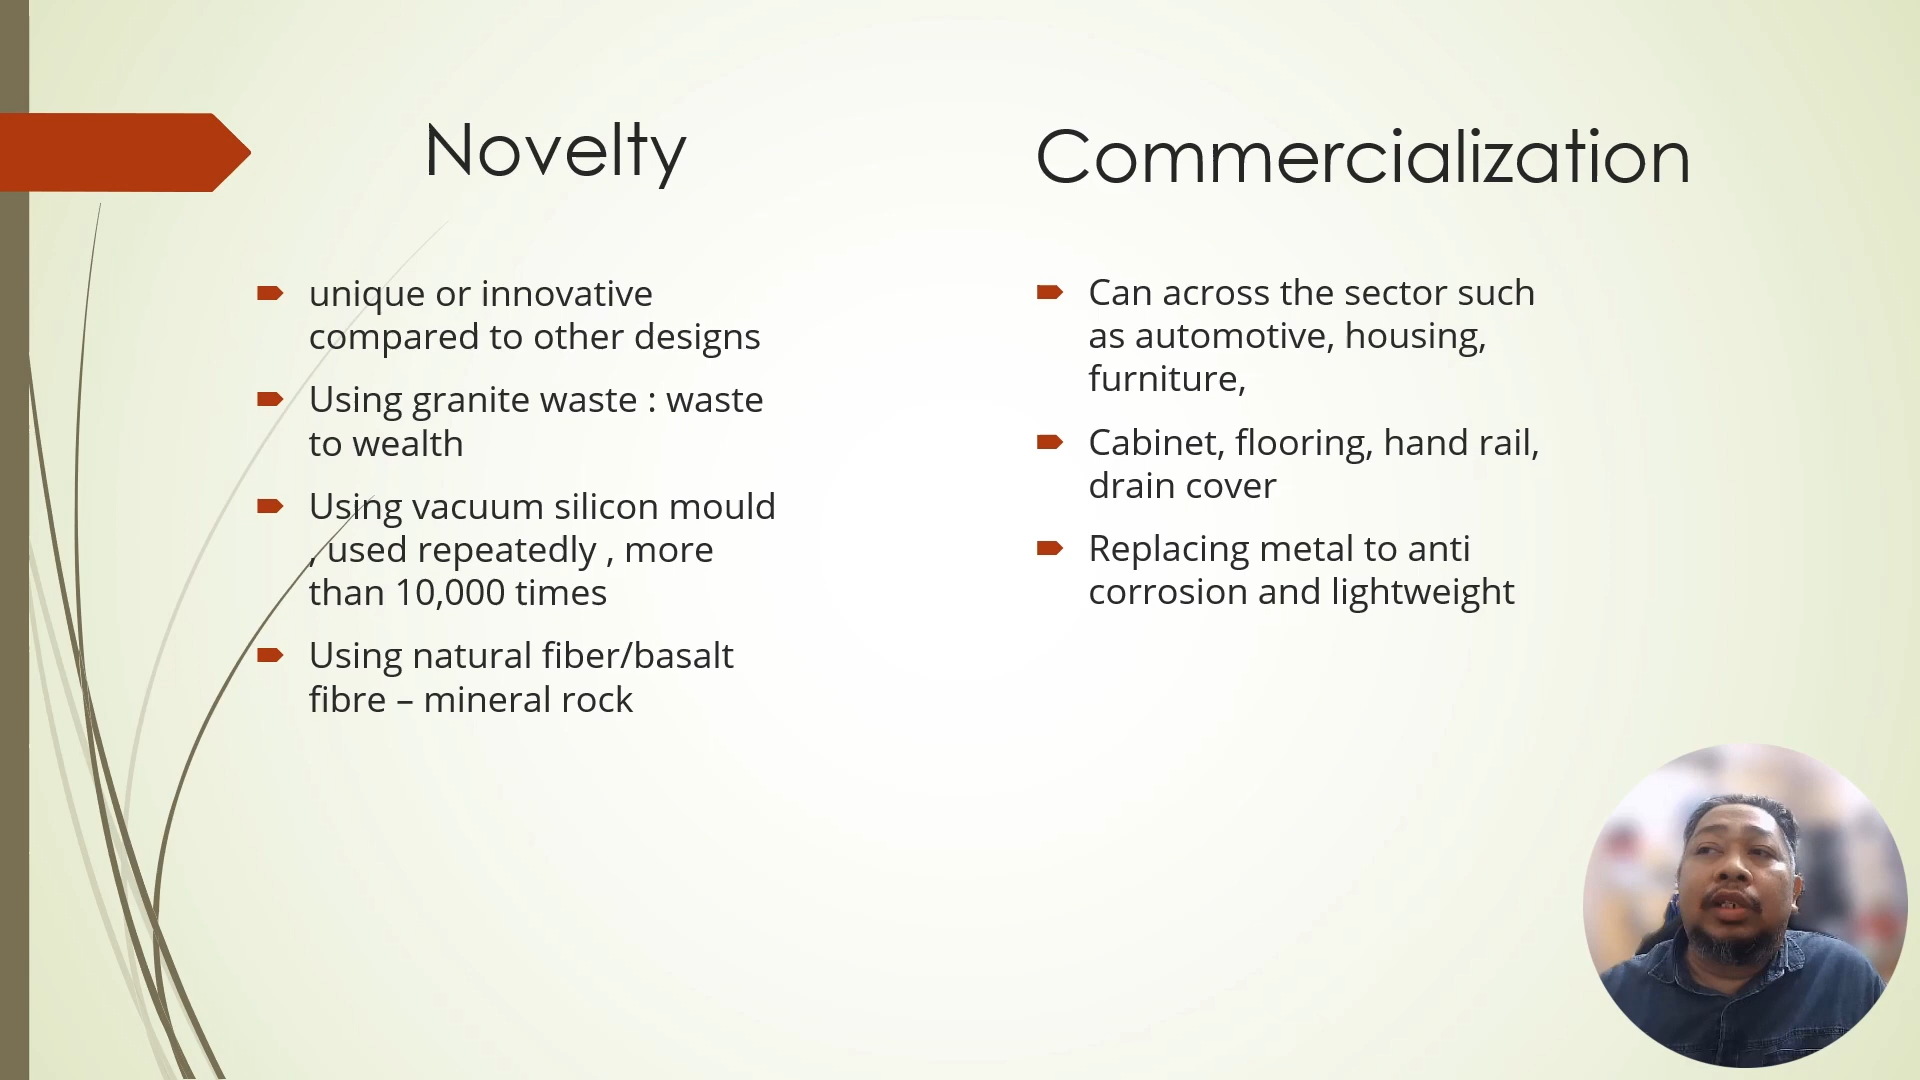 Novelty
unique or innovative
compared to other designs
Using granite waste : waste
to wealth
Using vacuum silicon mould
, used repeatedly , more
than 10,000 times
Using natural fiber/basalt
fibre – mineral rock
Commercialization
Can across the sector such
as automotive, housing,
furniture,
Cabinet, flooring, hand rail,
drain cover
Replacing metal to anti
corrosion and lightweight